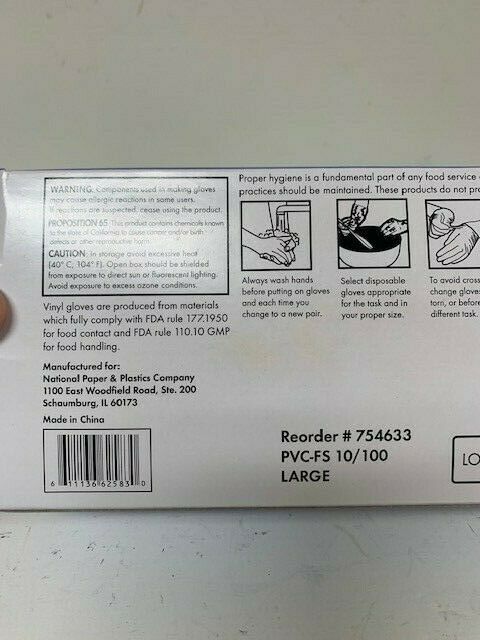 WARNING: Components used in making gloves
may cause allergic reactions in some users.
If reactions are suspected, cease using the product.
PROPOSITION 65: This product contains chemicals known
to the state of California to cause cancer and/or birth
defects or other reproductive harm.
CAUTION: In storage avoid excessive heat
(40° C, 104° F). Open box should be shielded
from exposure to direct sun or fluorescent lighting.
Avoid exposure to excess ozone conditions.
Vinyl gloves are produced from materials
which fully comply with FDA rule 177.1950
for food contact and FDA rule 110.10 GMP
for food handling.
Manufactured for:
National Paper & Plastics Company
1100 East Woodfield Road, Ste. 200
Schaumburg, IL 60173
Made in China
6 11136 62583 0
Proper hygiene is a fundamental part of any food service
practices should be maintained. These products do not pr
Always wash hands
before putting on gloves
and each time you
change to a new pair.
Select disposable
gloves appropriate
for the task and in
your proper size.
To avoid cross
change glove
torn, or before
different task.
Reorder # 754633
PVC-FS 10/100
LARGE
LO